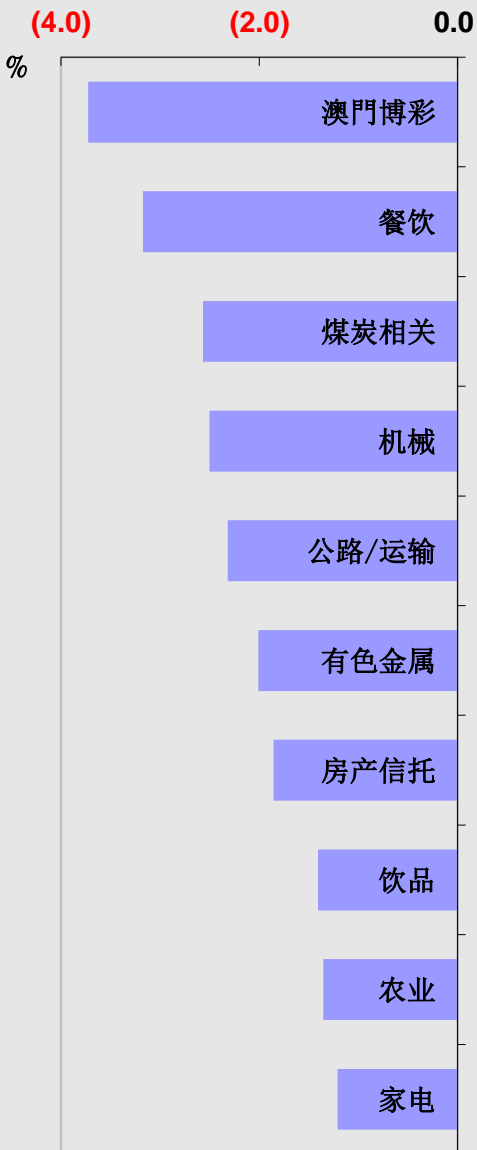 (4.0) (2.0) 0.0
%
澳門博彩
餐饮
煤炭相关
机械
公路/运输
有色金属
房产信托
饮品
农业
家电